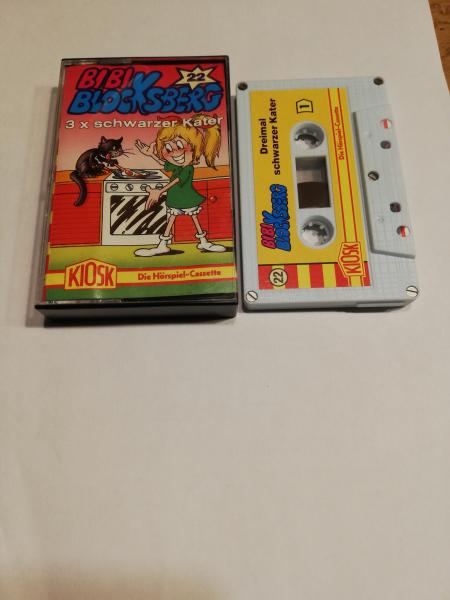 BIBI
BLOCKSBERG
22
3 x schwarzer Kater
KIOSK
Die Hörspiel-Cassette
BIBI
BLOCKSBERG
22
Dreimal
schwarzer Kater
1
Die Hörspiel-Cassette
KIOSK